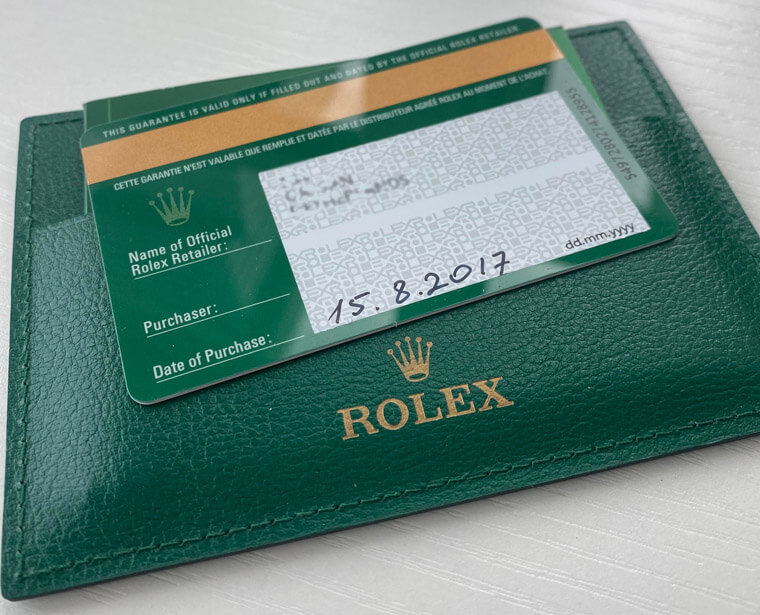 THIS GUARANTEE IS VALID ONLY IF FILLED OUT AND DATED BY THE OFFICIAL ROLEX RETAILER
CETTE GARANTIE N'EST VALABLE QUE REMPLIE ET DATÉE PAR LE DISTRIBUTEUR AGRÉÉ ROLEX AU MOMENT DE L'ACHAT
Name of Official
Rolex Retailer:
Purchaser:
Date of Purchase:
15.8.2017
dd.mm.yyyy
ROLEX